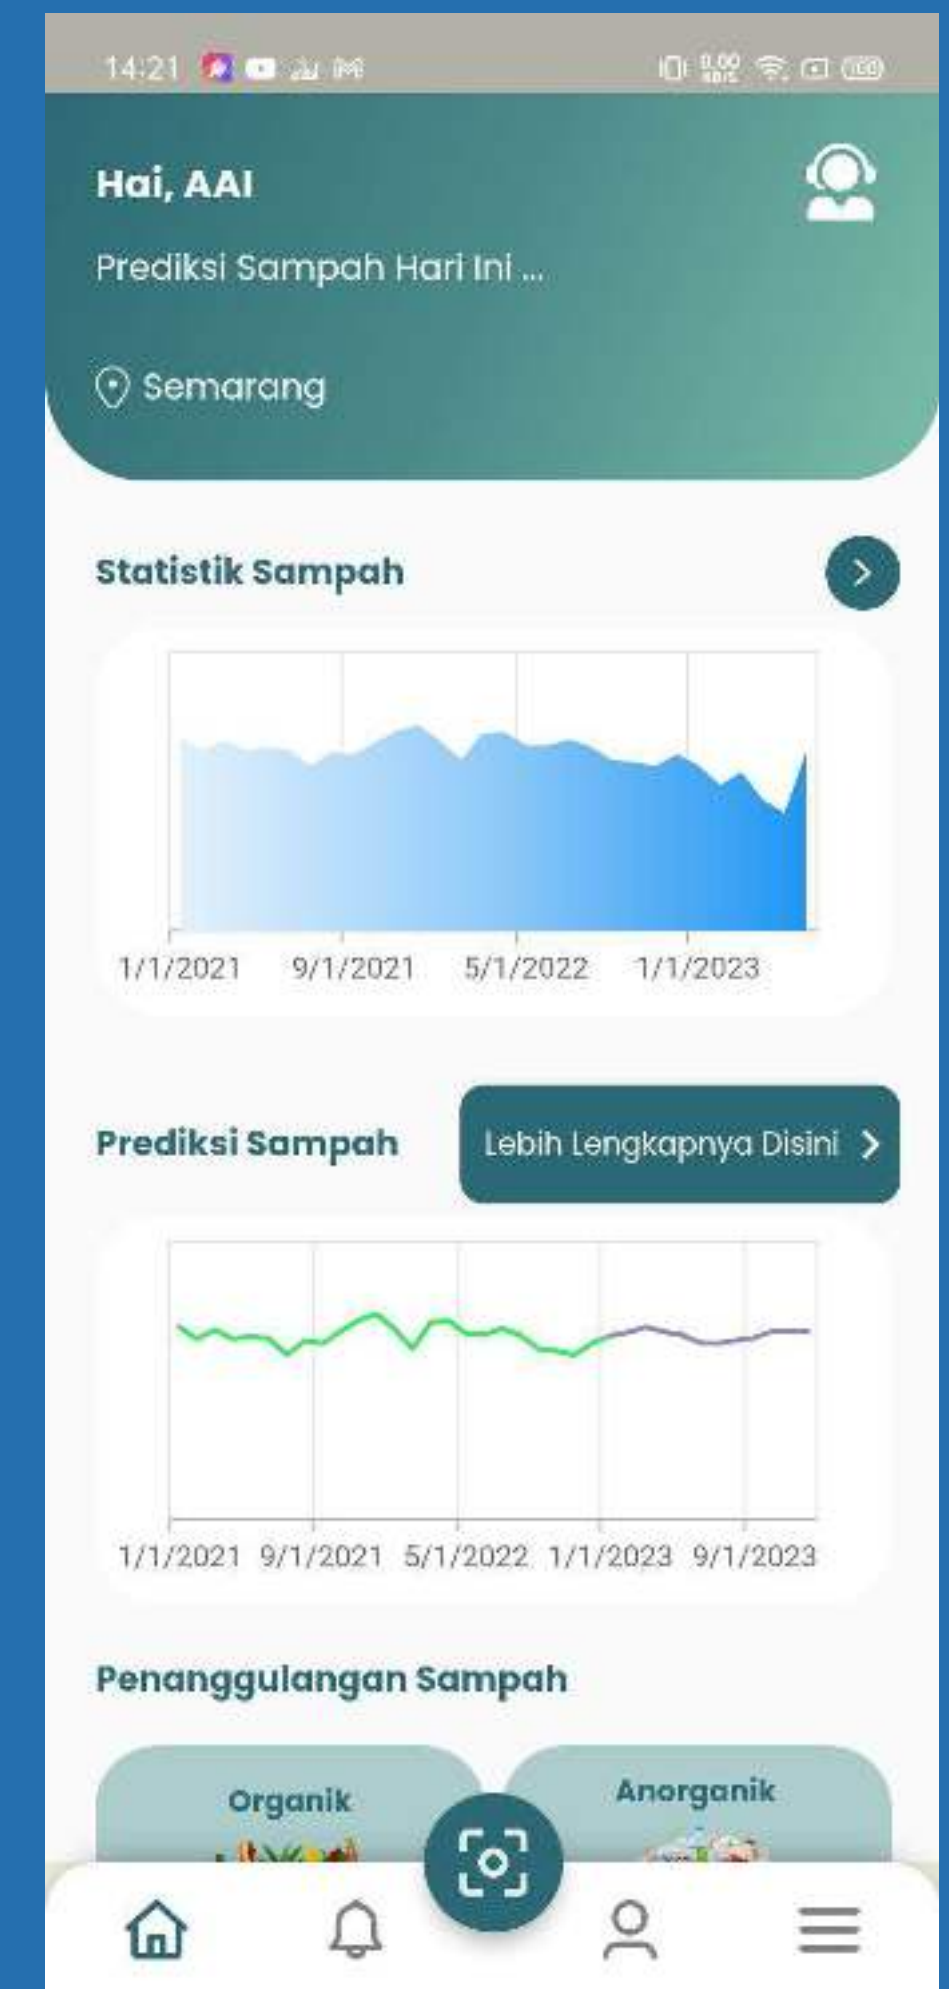 14:21
Hai, AAI
Prediksi Sampah Hari Ini ...
Semarang
Statistik Sampah
1/1/2021 9/1/2021 5/1/2022 1/1/2023
Prediksi Sampah
Lebih Lengkapnya Disini
1/1/2021 9/1/2021 5/1/2022 1/1/2023 9/1/2023
Penanggulangan Sampah
Organik
Anorganik